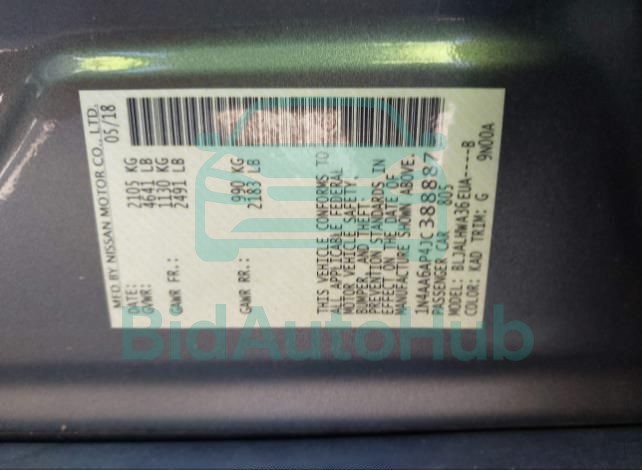 MFD BY NISSAN MOTOR CO., LTD.
DATE: 05/18
GVWR: 2105 KG
4641 LB
GAWR FR: 1130 KG
2491 LB
GAWR RR: 990 KG
2183 LB
THIS VEHICLE CONFORMS TO
ALL APPLICABLE FEDERAL
MOTOR VEHICLE SAFETY,
BUMPER, AND THEFT
PREVENTION STANDARDS IN
EFFECT ON THE DATE OF
MANUFACTURE SHOWN ABOVE.
1N4AA6AP4JC388887
PASSENGER CAR 805
MODEL: BLJALHWA36EUA----B
COLOR: KAD TRIM: G 9N00A
BidAutoHub